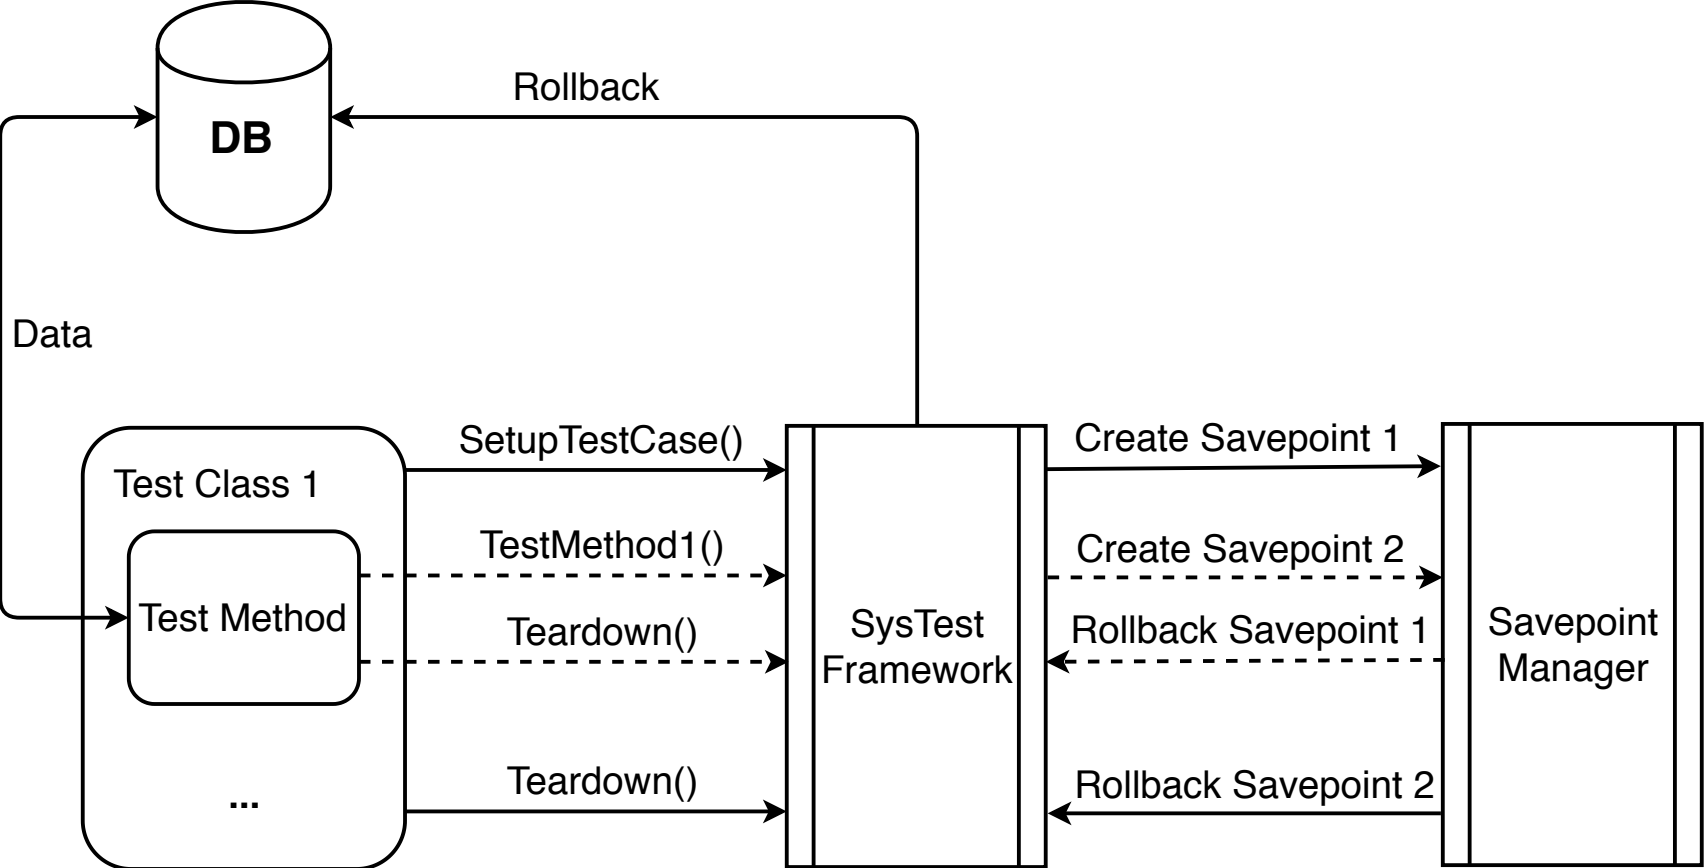 Rollback
DB
Data
SetupTestCase()
Create Savepoint 1
Test Class 1
TestMethod1()
Create Savepoint 2
Test Method
Teardown()
SysTest
Framework
Rollback Savepoint 1
Savepoint
Manager
Teardown()
Rollback Savepoint 2
...